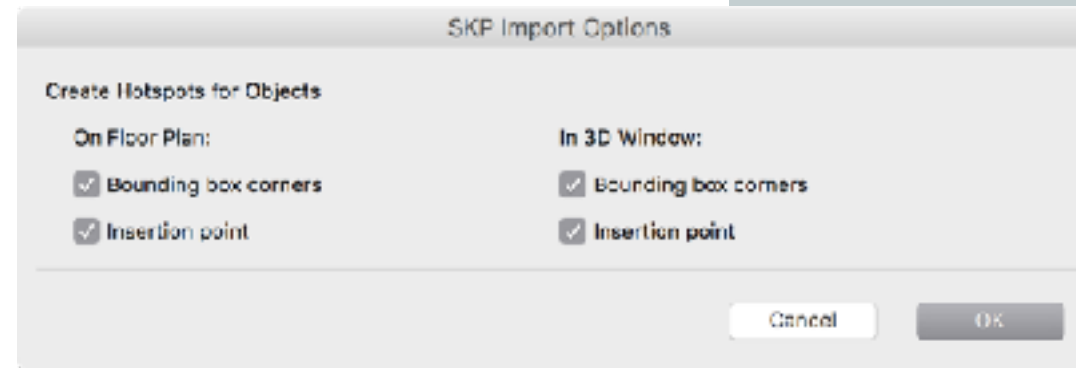 SKP Import Options
Create Hotspots for Objects
On Floor Plan:
In 3D Window:
Bounding box corners
Bounding box corners
Insertion point
Insertion point
Cancel
OK